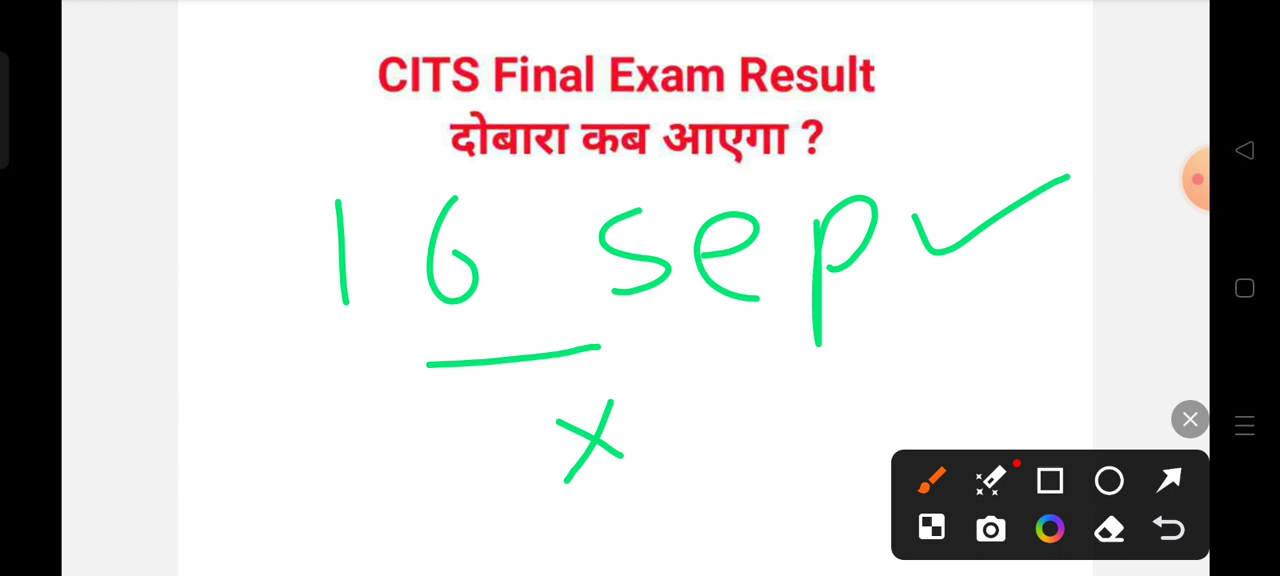 CITS Final Exam Result
दोबारा कब आएगा ?
16 sep
x